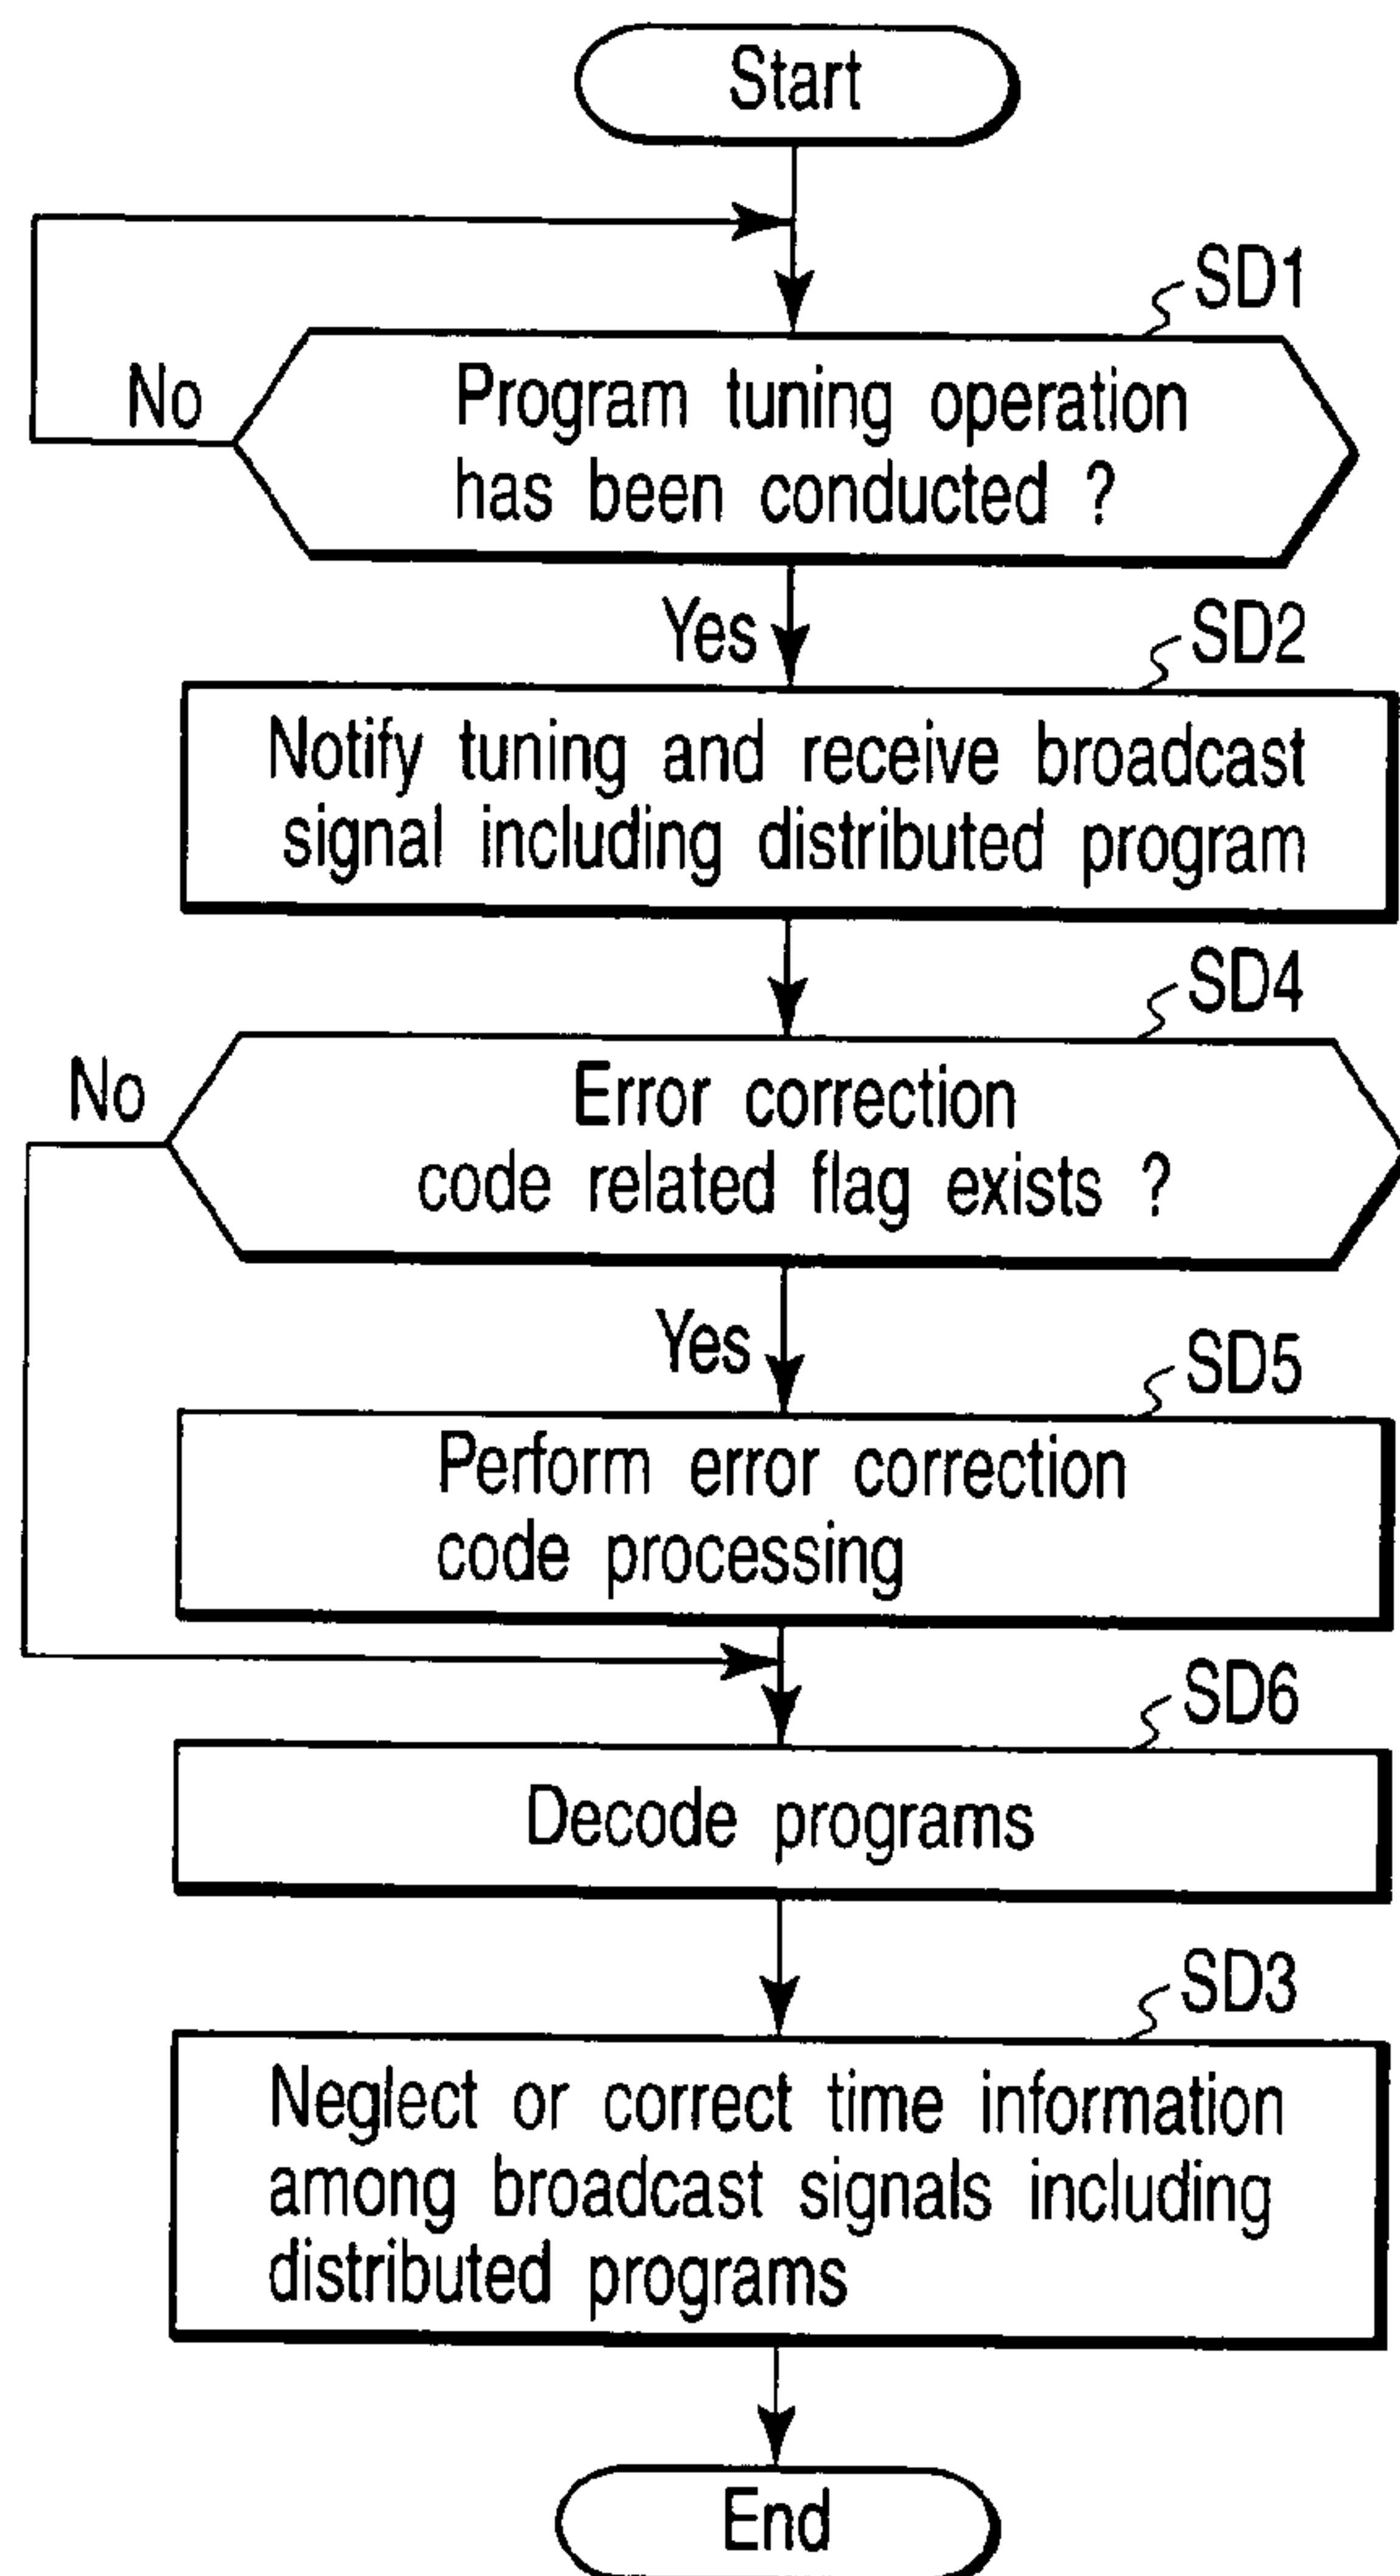 Start
SD1
No
Program tuning operation
has been conducted ?
Yes
SD2
Notify tuning and receive broadcast
signal including distributed program
SD4
No
Error correction
code related flag exists ?
Yes
SD5
Perform error correction
code processing
SD6
Decode programs
SD3
Neglect or correct time information
among broadcast signals including
distributed programs
End